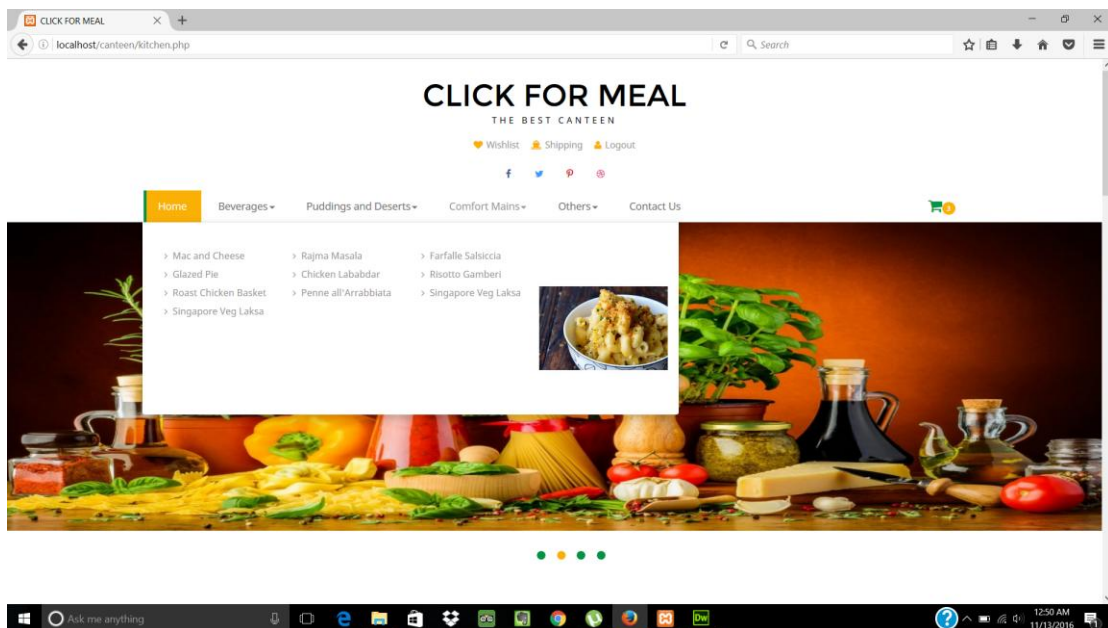 CLICK FOR MEAL
localhost/canteen/kitchen.php
Search
CLICK FOR MEAL
THE BEST CANTEEN
Wishlist Shipping Logout
Home Beverages Puddings and Deserts Comfort Mains Others Contact Us
Mac and Cheese Rajma Masala Farfalle Salsiccia
Glazed Pie Chicken Lababdar Risotto Gamberi
Roast Chicken Basket Penne all'Arrabbiata Singapore Veg Laksa
Singapore Veg Laksa
Ask me anything
Dw
12:50 AM
11/13/2016